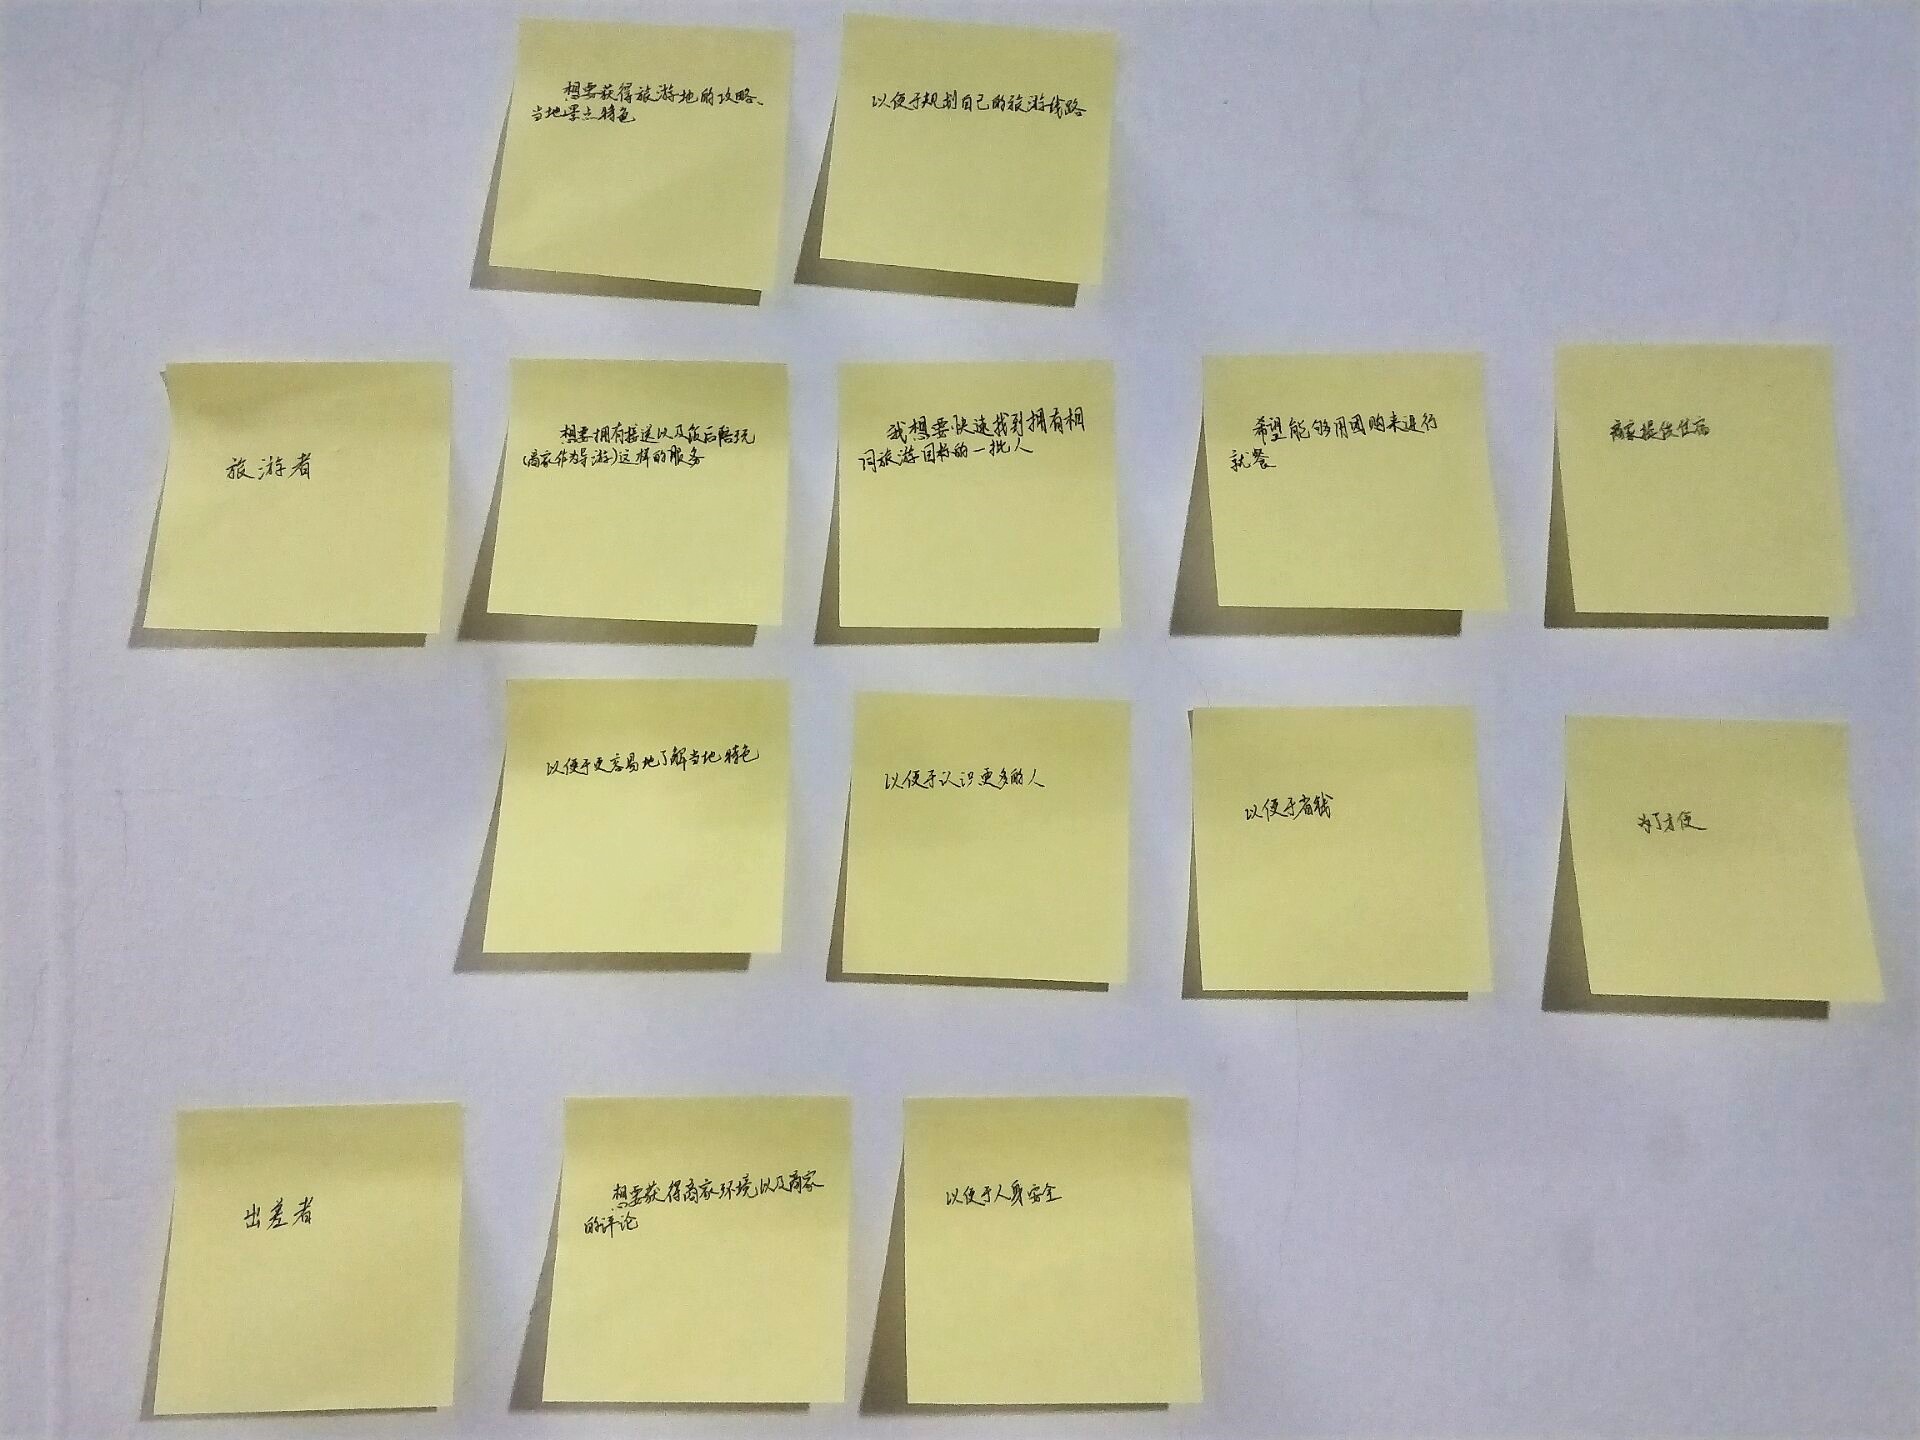 想要获得旅游地的攻略、
当地景点特色
以便于规划自己的旅游线路
旅游者
想要拥有接送以及饭后陪玩
(商家作为导游)这样的服务
我想要快速找到拥有相
同旅游目标的一批人
希望能够用团购来进行
就餐
商家提供住宿
以便于更容易地了解当地特色
以便于认识更多的人
以便于省钱
为了方便
出差者
想要获得商家环境以及商家
的评论
以便于人身安全